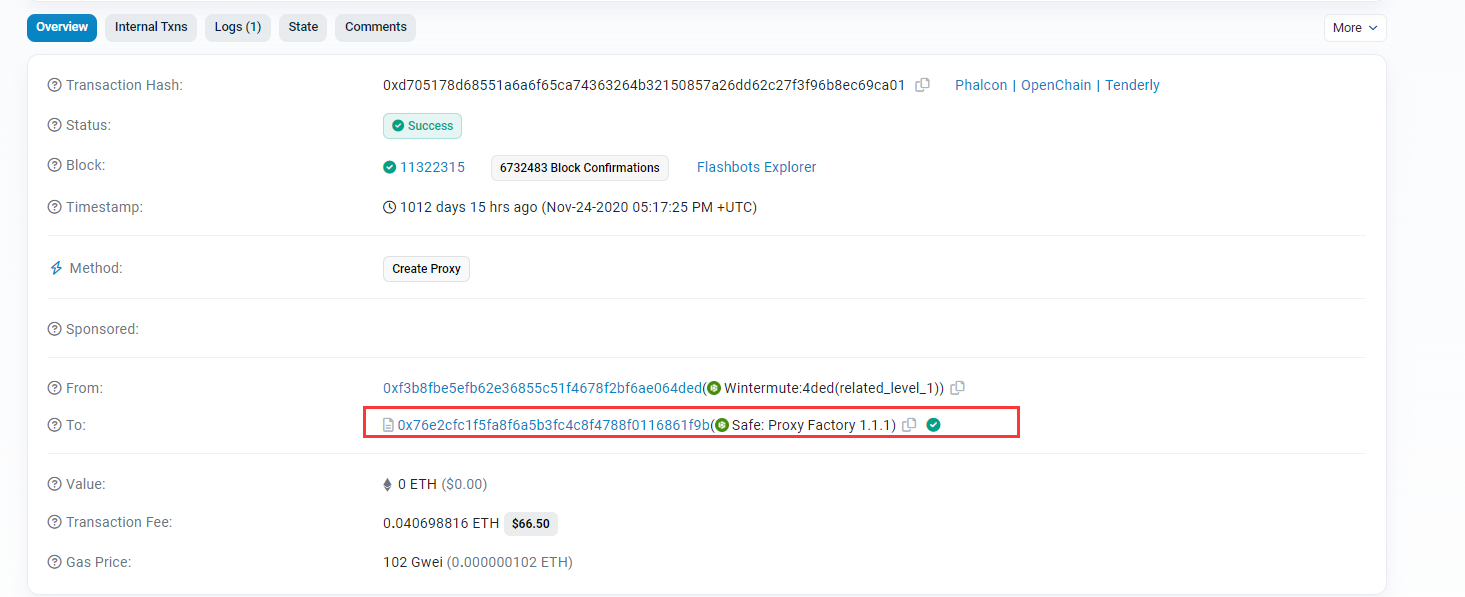 Overview Internal Txns Logs (1) State Comments More
Transaction Hash: 0xd705178d68551a6a6f65ca74363264b32150857a26dd62c27f3f96b8ec69ca01 Phalcon | OpenChain | Tenderly
Status: Success
Block: 11322315 6732483 Block Confirmations Flashbots Explorer
Timestamp: 1012 days 15 hrs ago (Nov-24-2020 05:17:25 PM +UTC)
Method: Create Proxy
Sponsored:
From: 0xf3b8fbe5efb62e36855c51f4678f2bf6ae064ded(Wintermute:4ded(related_level_1))
To: 0x76e2cfc1f5fa8f6a5b3fc4c8f4788f0116861f9b(Safe: Proxy Factory 1.1.1)
Value: 0 ETH ($0.00)
Transaction Fee: 0.040698816 ETH $66.50
Gas Price: 102 Gwei (0.000000102 ETH)